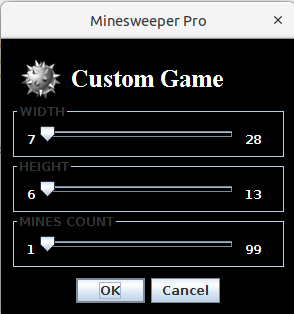 Minesweeper Pro
×
Custom Game
WIDTH
7 28
HEIGHT
6 13
MINES COUNT
1 99
OK Cancel